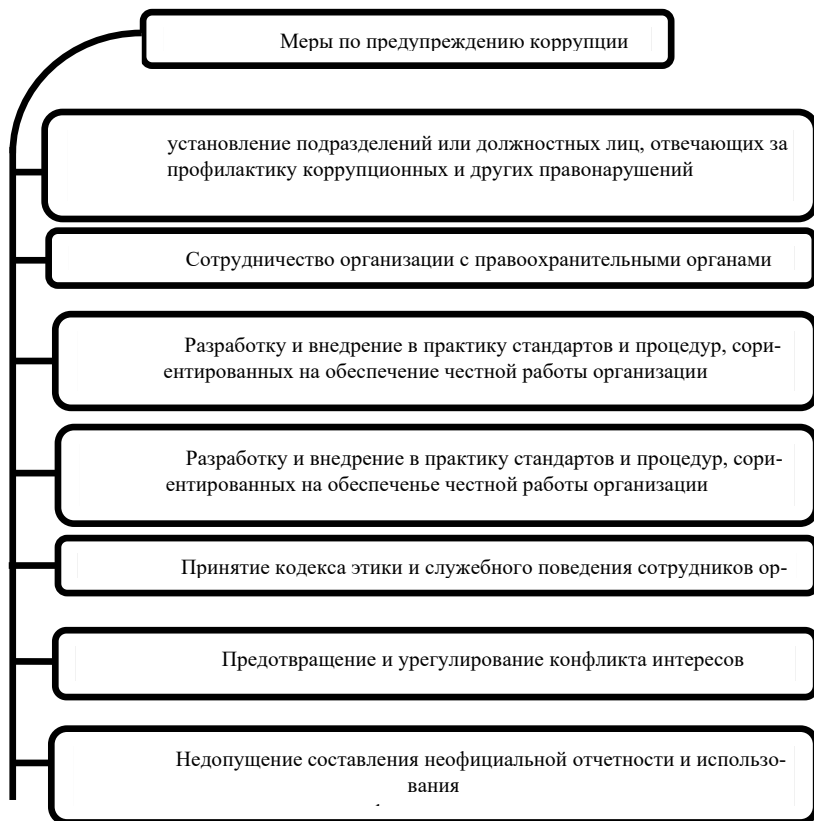 Меры по предупреждению коррупции
установление подразделений или должностных лиц, отвечающих за
профилактику коррупционных и других правонарушений
Сотрудничество организации с правоохранительными органами
Разработку и внедрение в практику стандартов и процедур, сори-
ентированных на обеспечение честной работы организации
Разработку и внедрение в практику стандартов и процедур, сори-
ентированных на обеспеченье честной работы организации
Принятие кодекса этики и служебного поведения сотрудников ор-
Предотвращение и урегулирование конфликта интересов
Недопущение составления неофициальной отчетности и использо-
вания